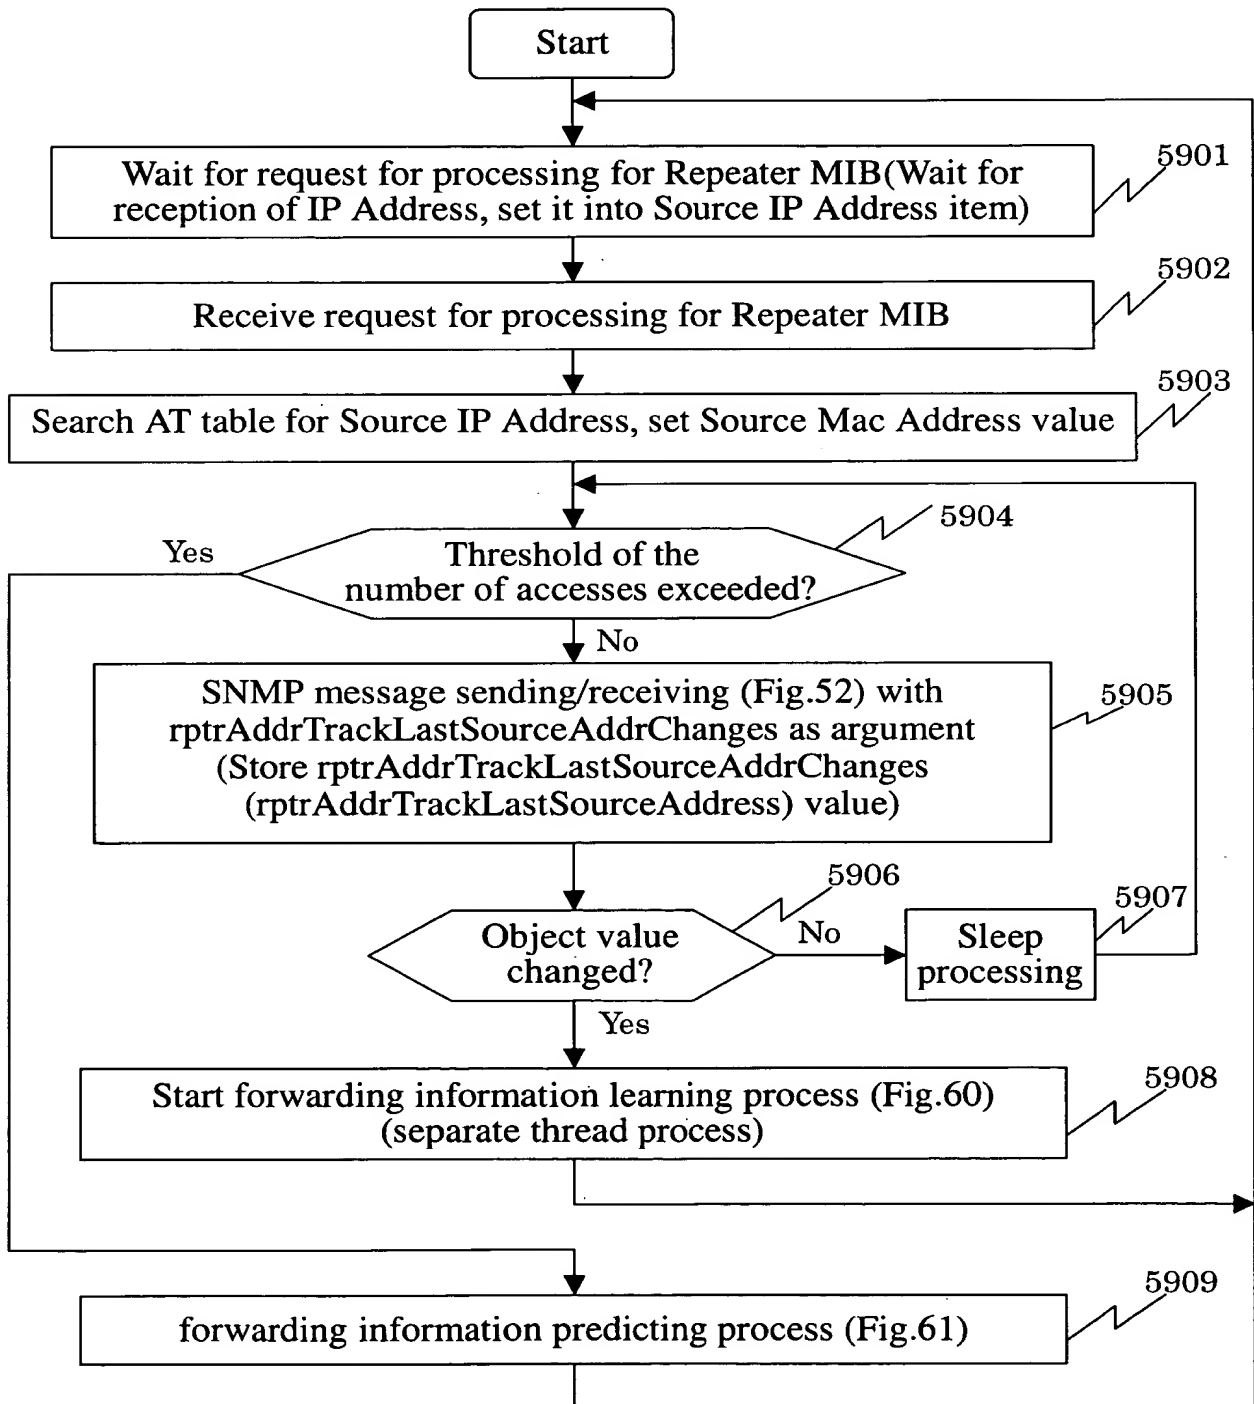 Start
Wait for request for processing for Repeater MIB(Wait for
reception of IP Address, set it into Source IP Address item)
5901
Receive request for processing for Repeater MIB
5902
Search AT table for Source IP Address, set Source Mac Address value
5903
Threshold of the
number of accesses exceeded?
5904
Yes
No
SNMP message sending/receiving (Fig.52) with
rptrAddrTrackLastSourceAddrChanges as argument
(Store rptrAddrTrackLastSourceAddrChanges
(rptrAddrTrackLastSourceAddress) value)
5905
Object value
changed?
5906
No
Sleep
processing
5907
Yes
Start forwarding information learning process (Fig.60)
(separate thread process)
5908
forwarding information predicting process (Fig.61)
5909